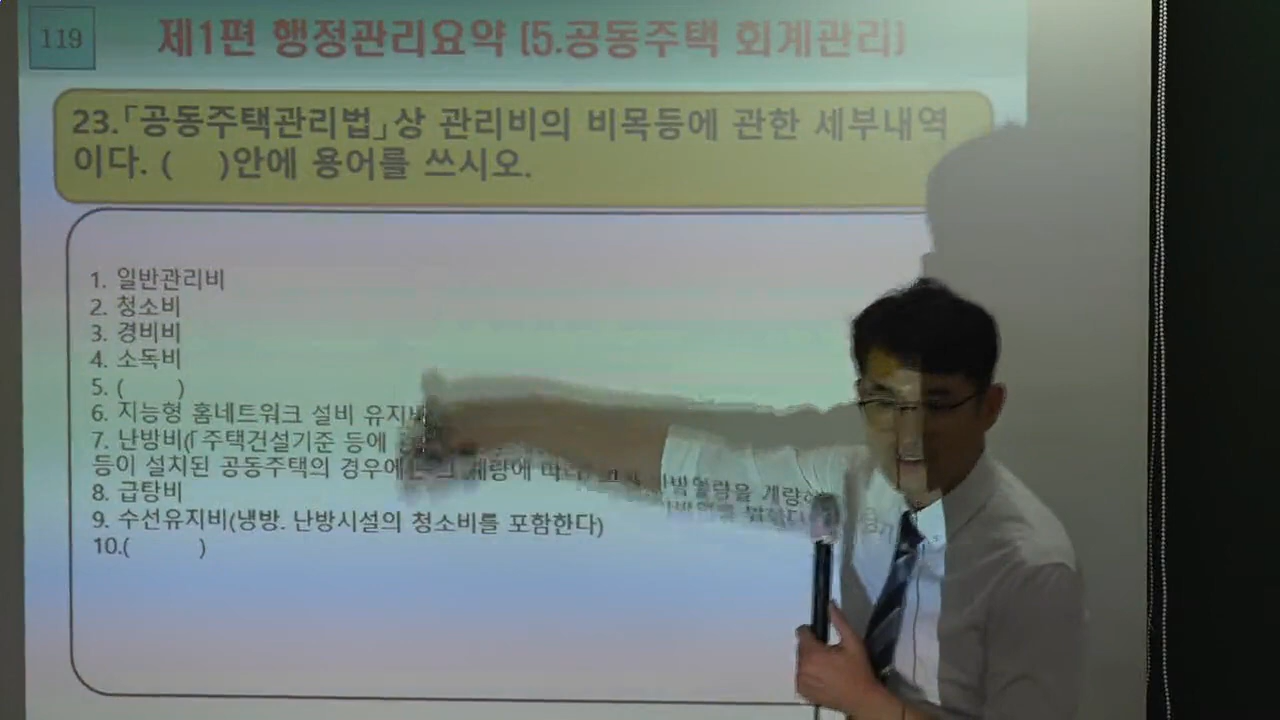 119
제1편 행정관리요약 (5.공동주택 회계관리)
23.「공동주택관리법」상 관리비의 비목등에 관한 세부내역
이다. ( )안에 용어를 쓰시오.
1. 일반관리비
2. 청소비
3. 경비비
4. 소독비
5. ( )
6. 지능형 홈네트워크 설비 유지비
7. 난방비(「주택건설기준 등에
등이 설치된 공동주택의 경우에는 그 계량에 따라
8. 급탕비
9. 수선유지비(냉방. 난방시설의 청소비를 포함한다)
10.( )